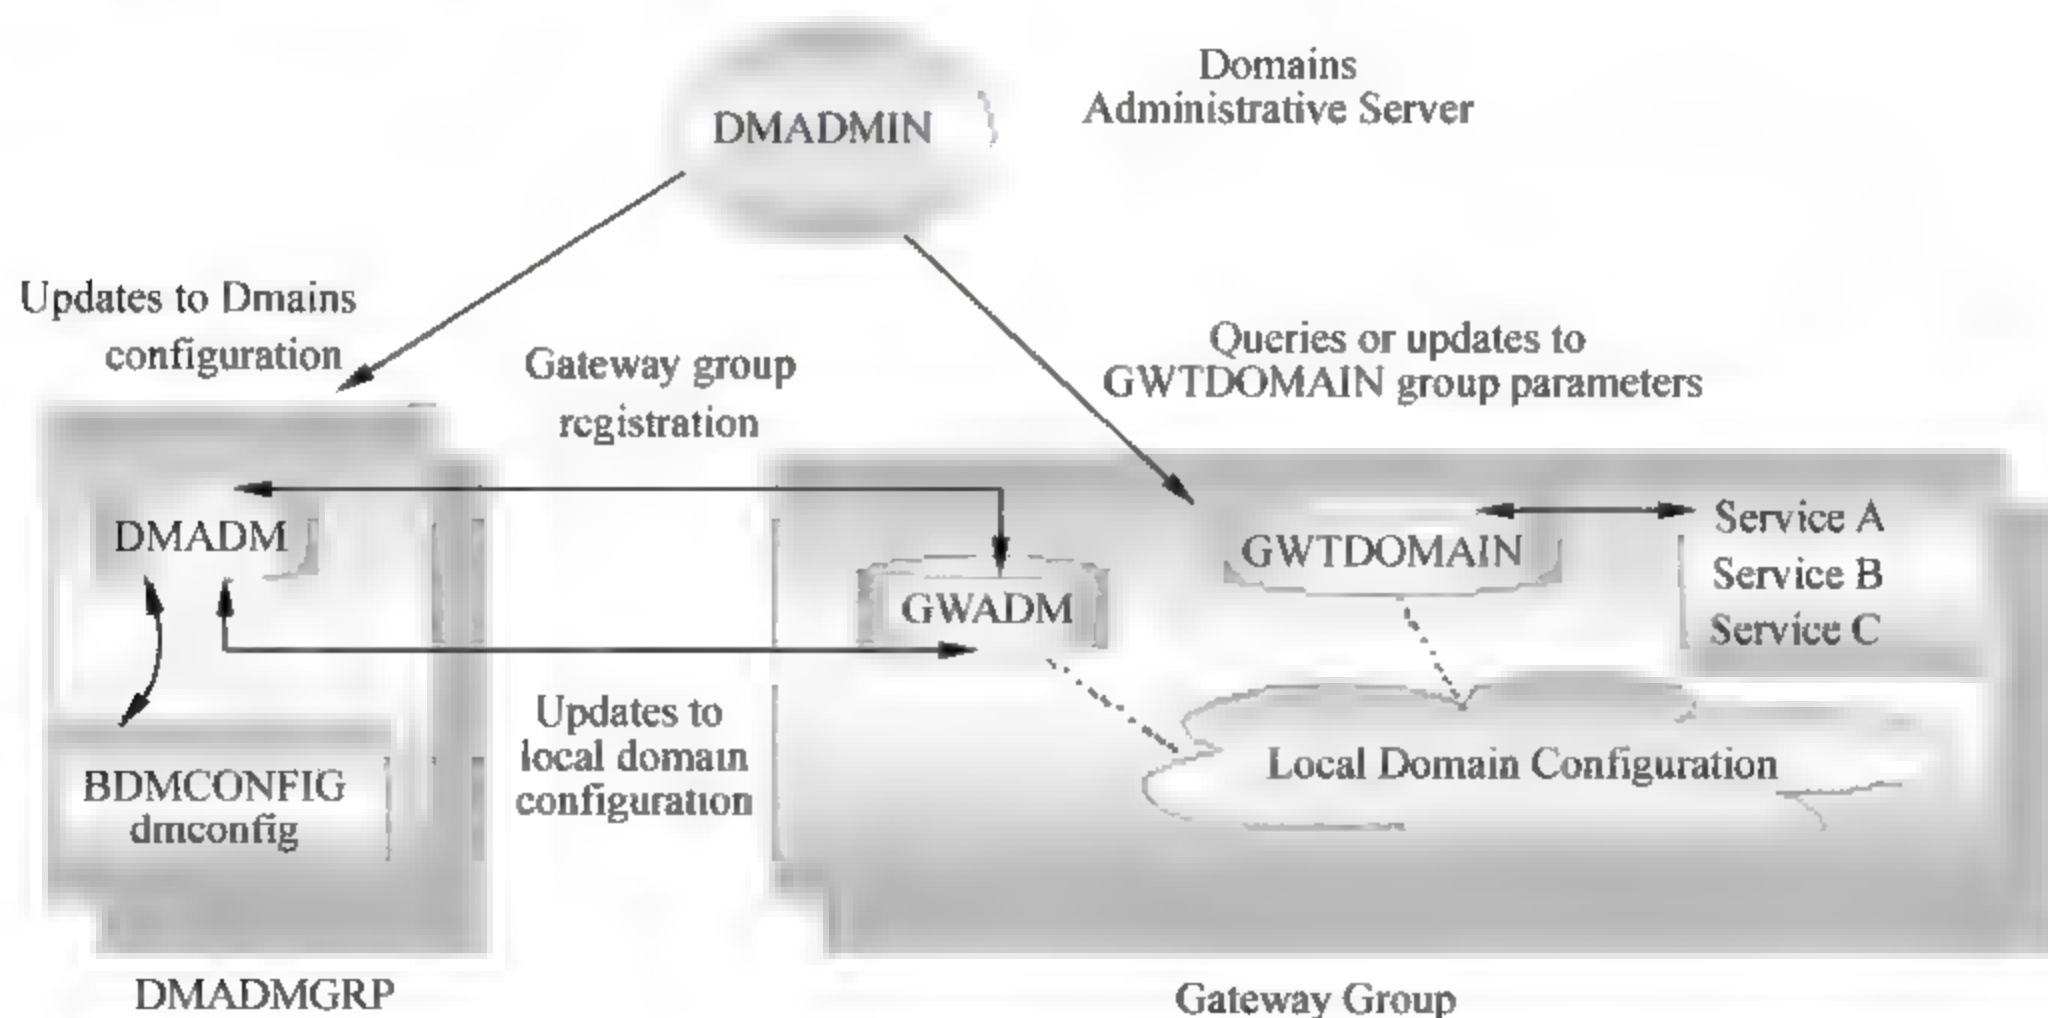 Domains
Administrative Server
DMADMIN
Updates to Dmains
configuration
Gateway group
registration
Queries or updates to
GWTDOMAIN group parameters
DMADM
GWADM
GWTDOMAIN
Service A
Service B
Service C
Updates to
local domain
configuration
BDMCONFIG
dmconfig
Local Domain Configuration
DMADMGRP
Gateway Group